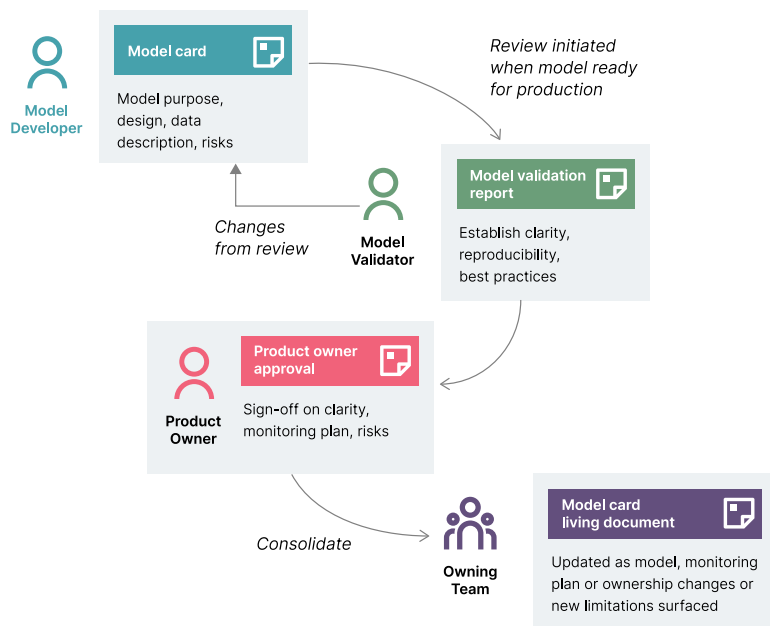 Model card
Model purpose,
design, data
description, risks
Model
Developer
Review initiated
when model ready
for production
Changes
from review
Model
Validator
Model validation
report
Establish clarity,
reproducibility,
best practices
Product owner
approval
Sign-off on clarity,
monitoring plan, risks
Product
Owner
Consolidate
Owning
Team
Model card
living document
Updated as model, monitoring
plan or ownership changes or
new limitations surfaced